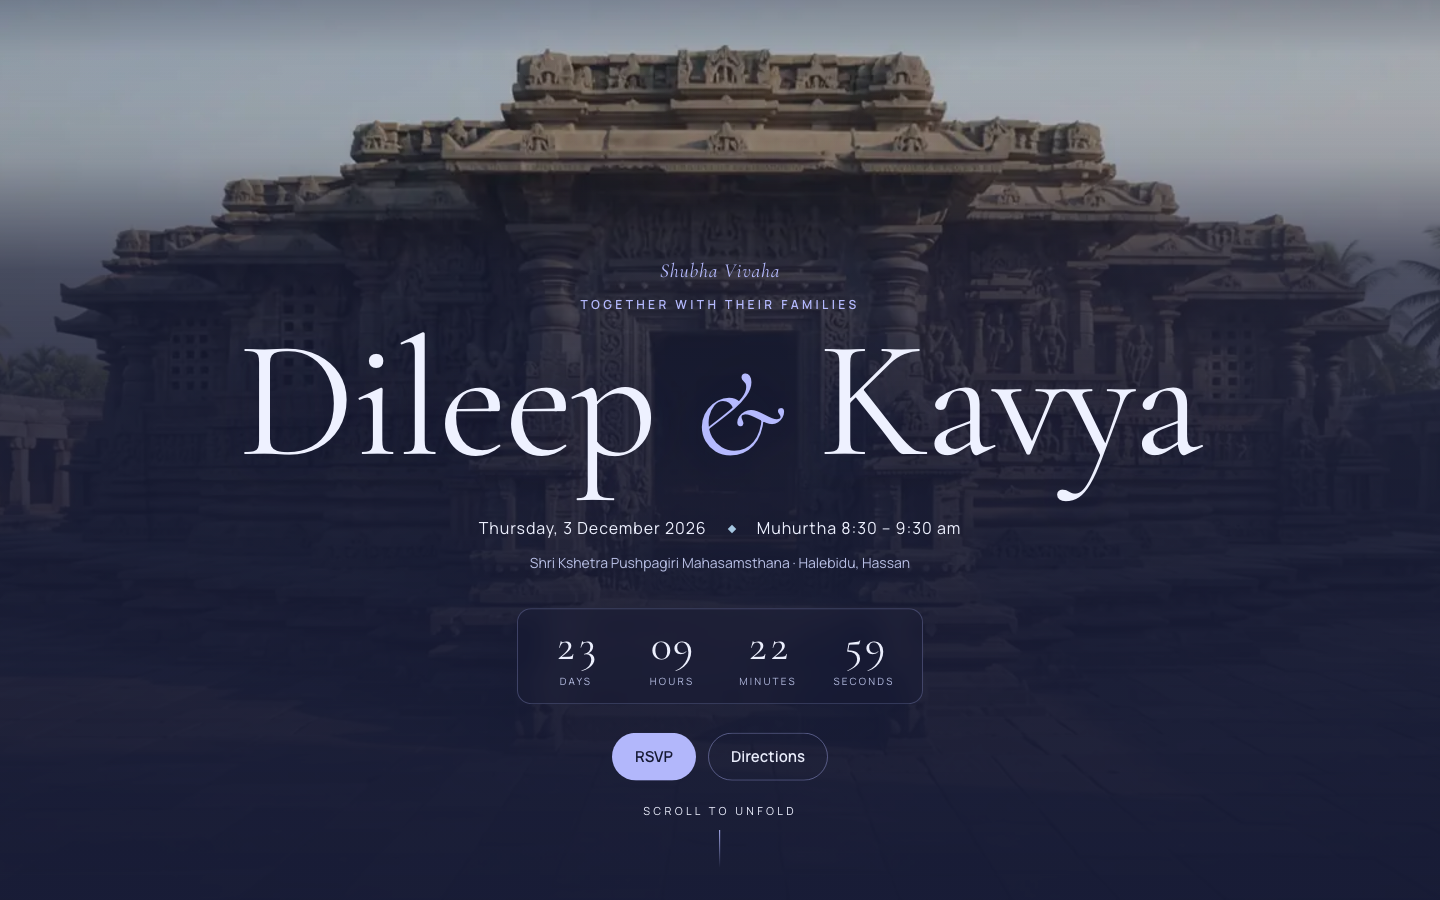 Shubha Vivaha
TOGETHER WITH THEIR FAMILIES
Dileep & Kavya
Thursday, 3 December 2026 ◆ Muhurtha 8:30 – 9:30 am
Shri Kshetra Pushpagiri Mahasamsthana · Halebidu, Hassan
23 09 22 59
DAYS HOURS MINUTES SECONDS
RSVP Directions
SCROLL TO UNFOLD